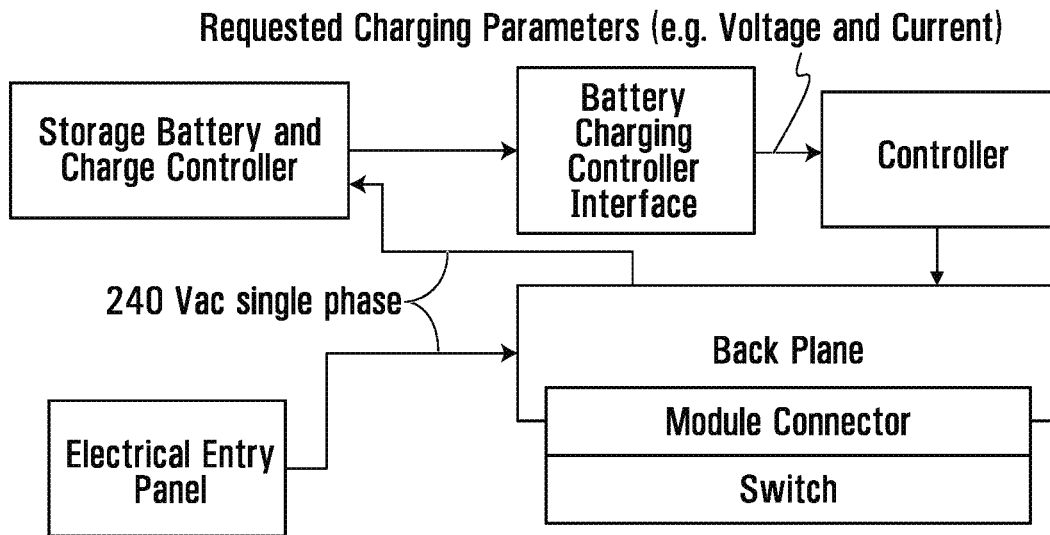 Requested Charging Parameters (e.g. Voltage and Current)
Storage Battery and
Charge Controller
Battery
Charging
Controller
Interface
Controller
240 Vac single phase
Back Plane
Module Connector
Switch
Electrical Entry
Panel